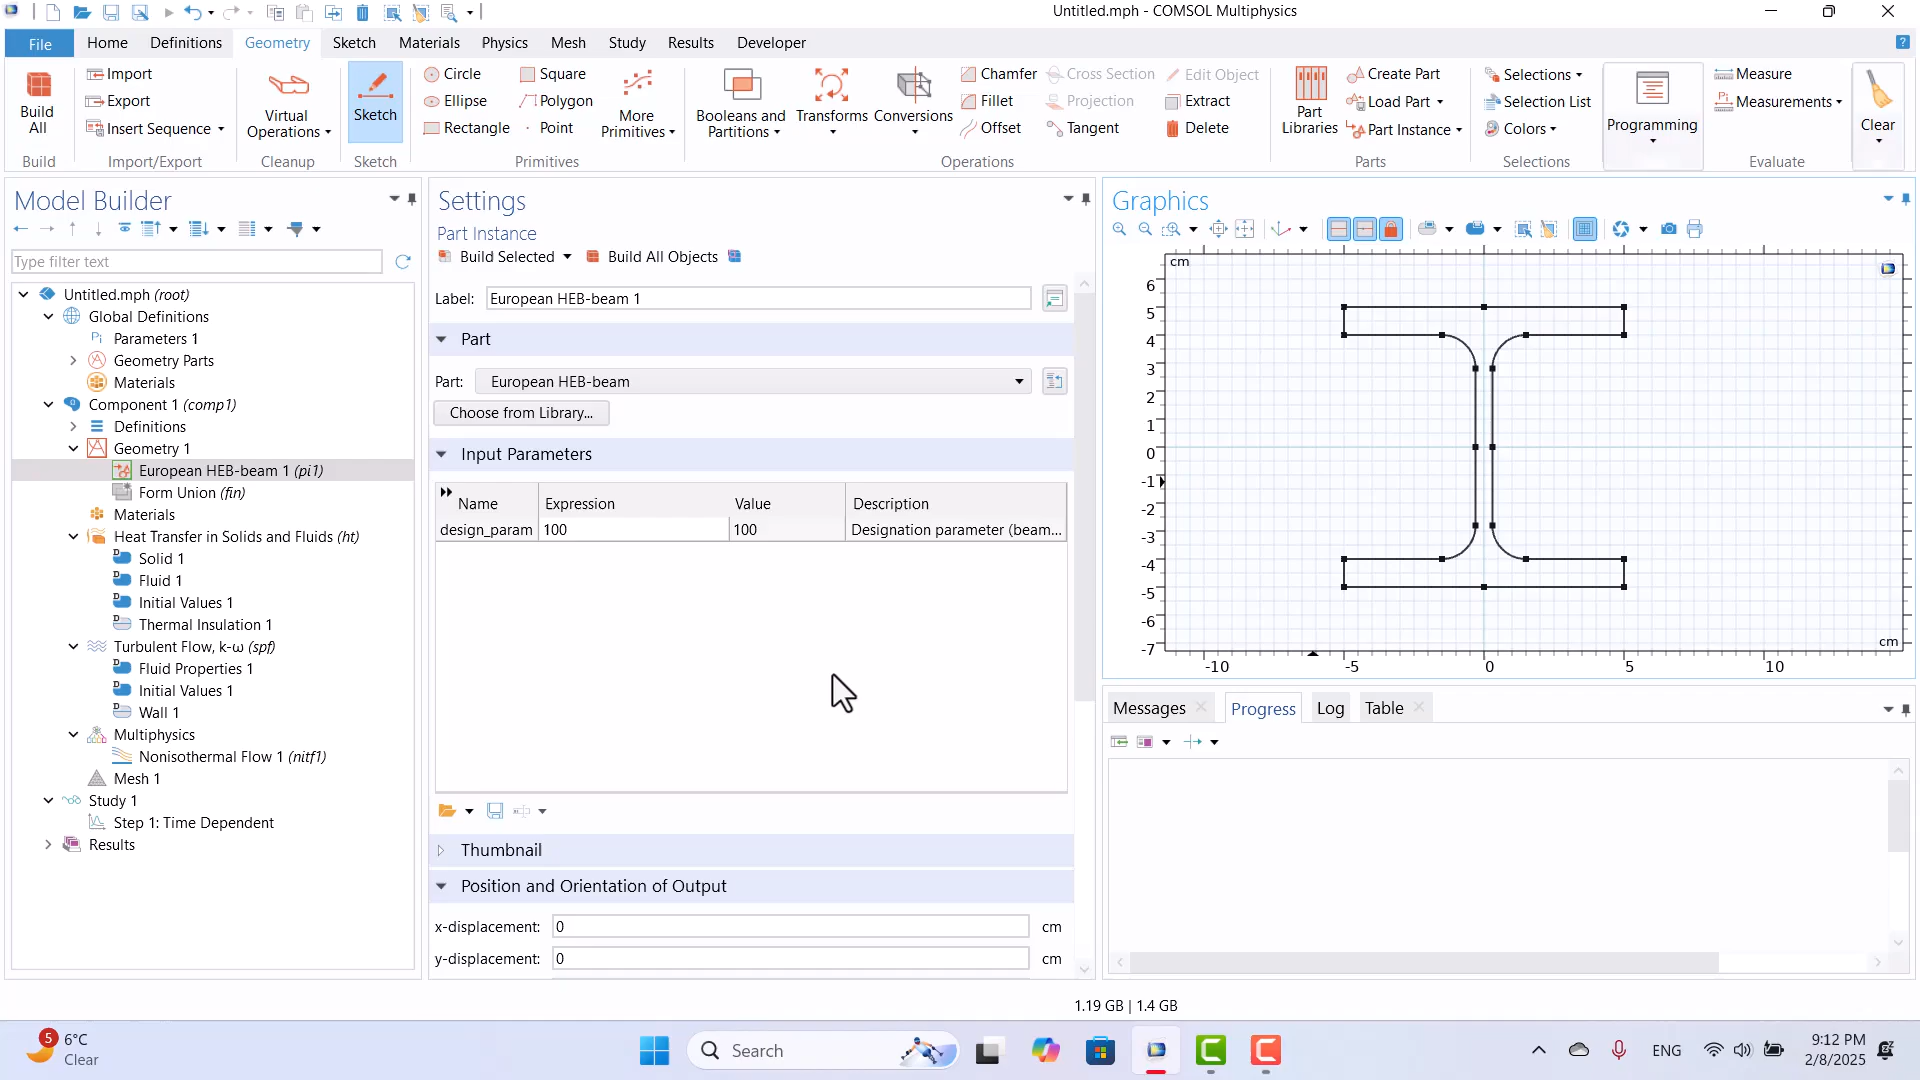 Untitled.mph - COMSOL Multiphysics
File
Home
Definitions
Geometry
Sketch
Materials
Physics
Mesh
Study
Results
Developer
Build All
Build
Import
Export
Insert Sequence
Import/Export
Virtual Operations
Cleanup
Sketch
Sketch
Circle
Ellipse
Rectangle
Square
Polygon
Point
More Primitives
Primitives
Booleans and Partitions
Transforms
Conversions
Chamfer
Fillet
Offset
Cross Section
Projection
Tangent
Edit Object
Extract
Delete
Operations
Part Libraries
Create Part
Load Part
Part Instance
Parts
Selections
Selection List
Colors
Selections
Programming
Measure
Measurements
Evaluate
Clear
Model Builder
Type filter text
Untitled.mph (root)
Global Definitions
Parameters 1
Geometry Parts
Materials
Component 1 (comp1)
Definitions
Geometry 1
European HEB-beam 1 (pi1)
Form Union (fin)
Materials
Heat Transfer in Solids and Fluids (ht)
Solid 1
Fluid 1
Initial Values 1
Thermal Insulation 1
Turbulent Flow, k-ω (spf)
Fluid Properties 1
Initial Values 1
Wall 1
Multiphysics
Nonisothermal Flow 1 (nitf1)
Mesh 1
Study 1
Step 1: Time Dependent
Results
Settings
Part Instance
Build Selected
Build All Objects
Label: European HEB-beam 1
Part
Part: European HEB-beam
Choose from Library...
Input Parameters
Name Expression Value Description
design_param 100 100 Designation parameter (beam...
Thumbnail
Position and Orientation of Output
x-displacement: 0 cm
y-displacement: 0 cm
Graphics
cm
6
5
4
3
2
1
0
-1
-2
-3
-4
-5
-6
-7
cm
-10 -5 0 5 10
Messages
Progress
Log
Table
1.19 GB | 1.4 GB
5
6°C
Clear
Search
ENG
9:12 PM
2/8/2025